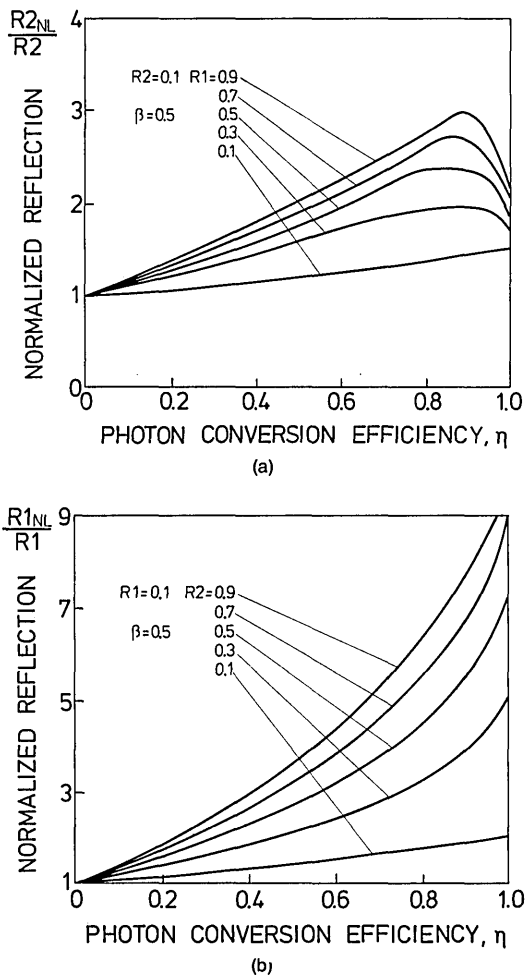 R2NL
R2
NORMALIZED REFLECTION
4
3
2
1
0
R2=0.1 R1=0.9
0.7
β=0.5 0.5
0.3
0.1
0 0.2 0.4 0.6 0.8 1.0
PHOTON CONVERSION EFFICIENCY, η
(a)
R1NL
R1
NORMALIZED REFLECTION
9
7
5
3
1
R1=0.1 R2=0.9
0.7
β=0.5 0.5
0.3
0.1
0 0.2 0.4 0.6 0.8 1.0
PHOTON CONVERSION EFFICIENCY, η
(b)